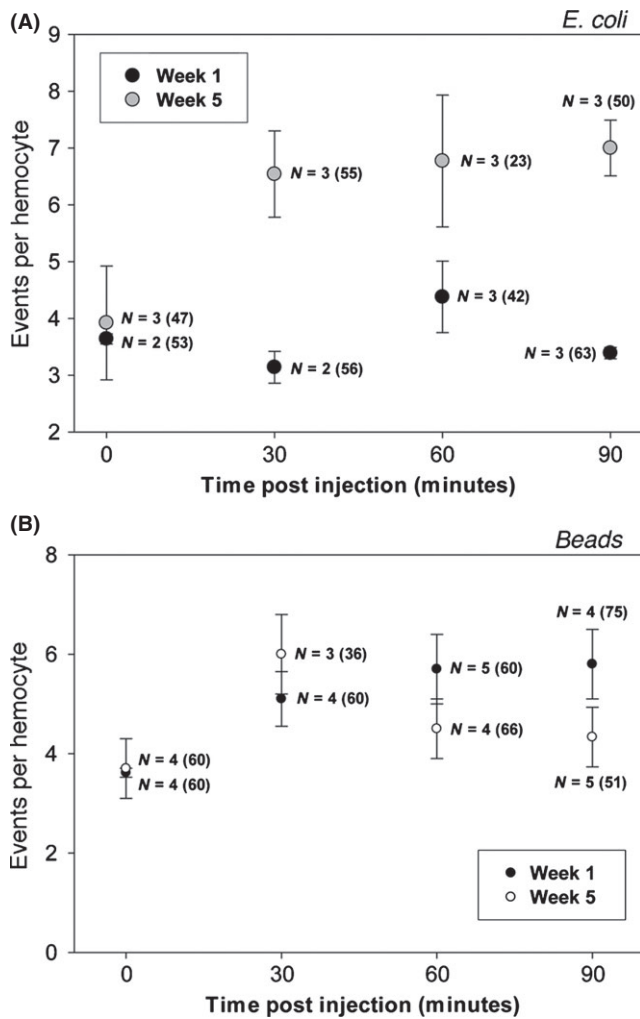 (A)
E. coli
9
8
7
6
5
4
3
2
Events per hemocyte
Week 1
Week 5
N = 3 (50)
N = 3 (55)
N = 3 (23)
N = 3 (47)
N = 2 (53)
N = 3 (42)
N = 2 (56)
N = 3 (63)
0 30 60 90
Time post injection (minutes)
(B)
Beads
8
6
4
2
0
Events per hemocyte
N = 4 (75)
N = 3 (36)
N = 5 (60)
N = 4 (60)
N = 4 (66)
N = 4 (60)
N = 4 (60)
N = 5 (51)
Week 1
Week 5
0 30 60 90
Time post injection (minutes)